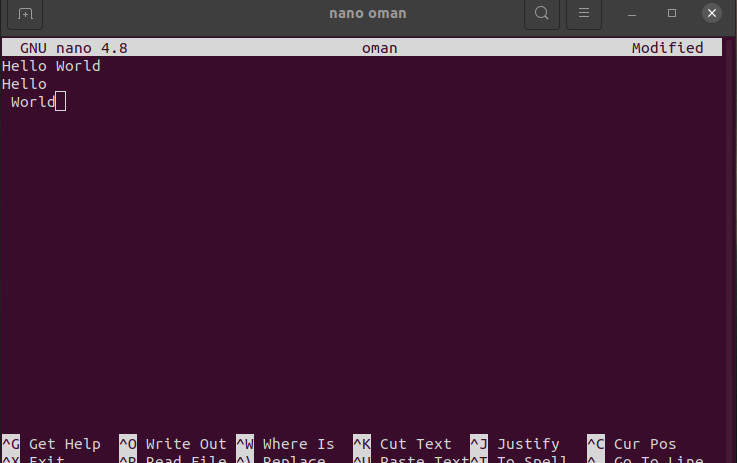 nano oman
GNU nano 4.8 oman Modified
Hello World
Hello
 World
^G Get Help ^O Write Out ^W Where Is ^K Cut Text ^J Justify ^C Cur Pos
^X Exit ^R Read File ^\ Replace ^U Paste Text ^T To Spell ^_ Go To Line